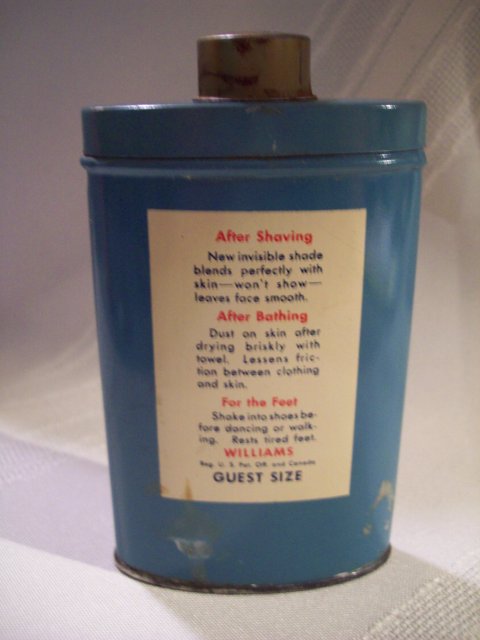 After Shaving
New invisible shade
blends perfectly with
skin—won't show—
leaves face smooth.
After Bathing
Dust on skin after
drying briskly with
towel. Lessens fric-
tion between clothing
and skin.
For the Feet
Shake into shoes be-
fore dancing or walk-
ing. Rests tired feet.
WILLIAMS
Reg. U. S. Pat. Off. and Canada
GUEST SIZE